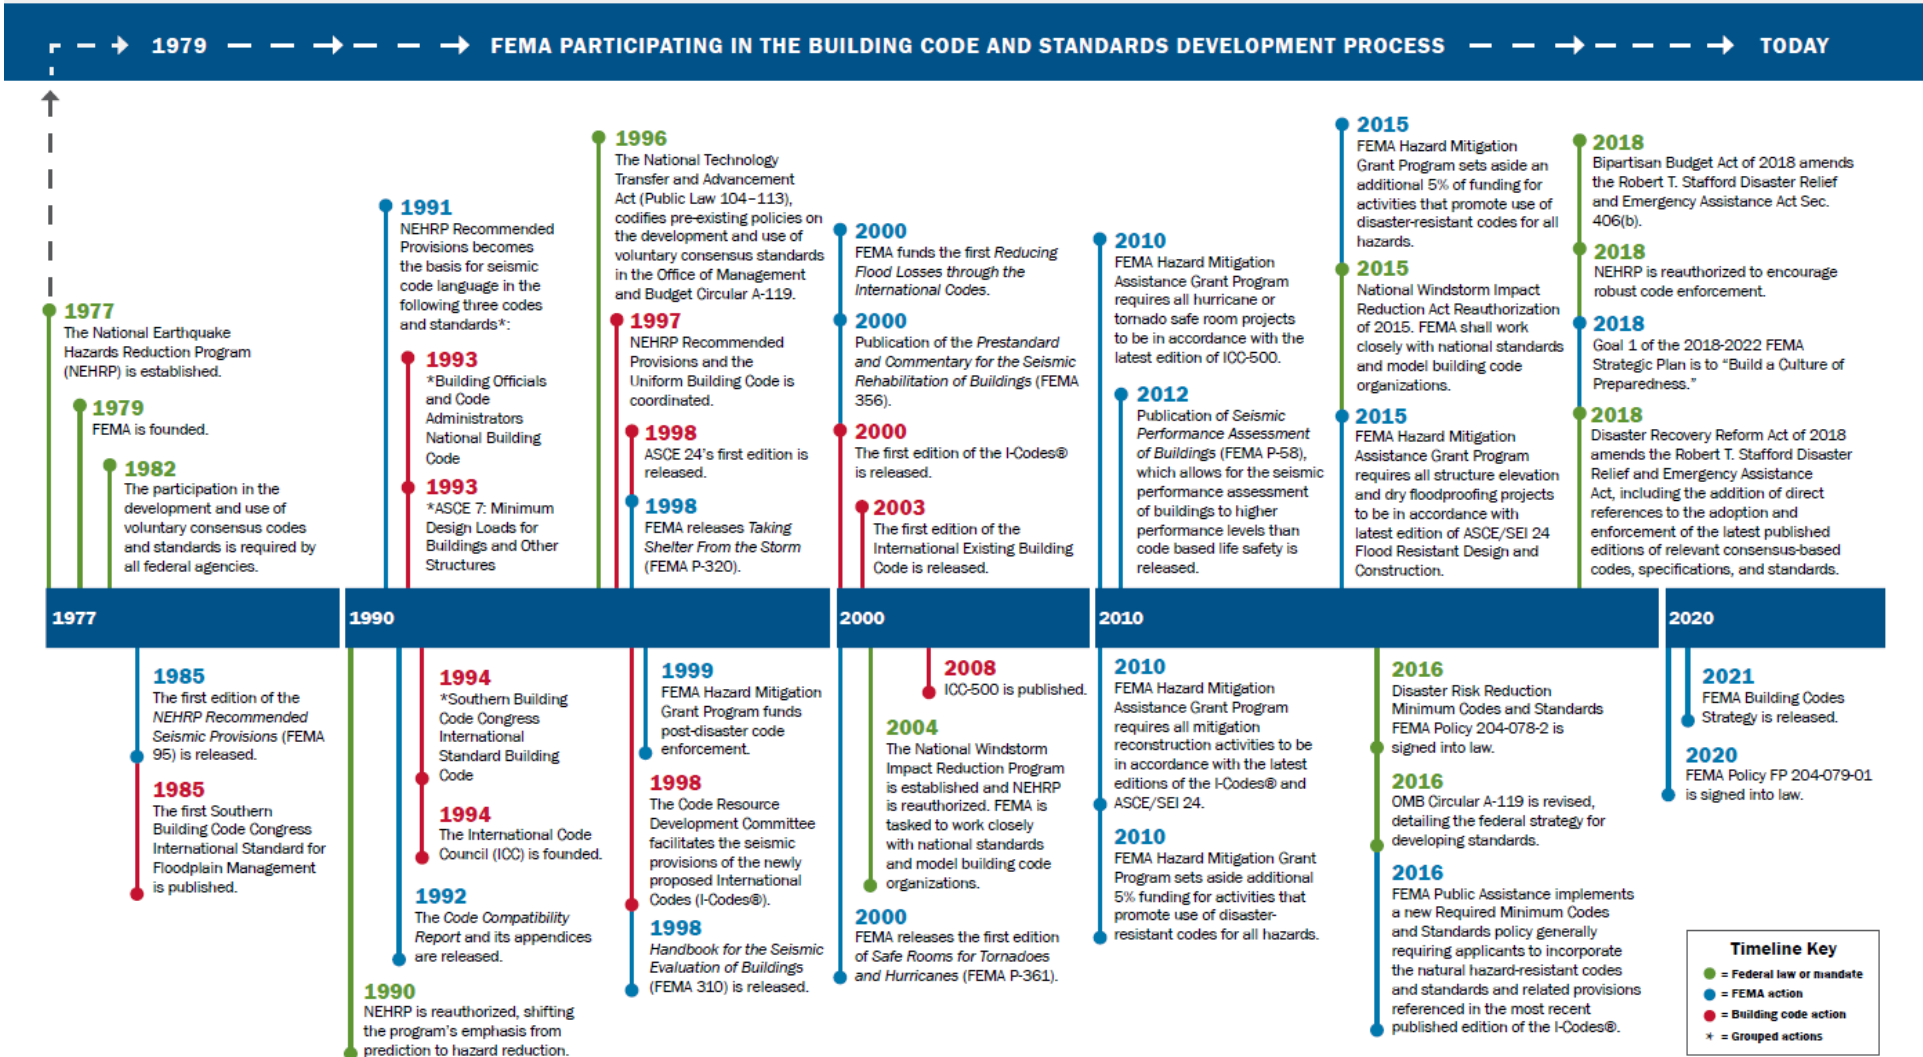 1979
FEMA PARTICIPATING IN THE BUILDING CODE AND STANDARDS DEVELOPMENT PROCESS
TODAY
1977
The National Earthquake
Hazards Reduction Program
(NEHRP) is established.
1979
FEMA is founded.
1982
The participation in the
development and use of
voluntary consensus codes
and standards is required by
all federal agencies.
1991
NEHRP Recommended
Provisions becomes
the basis for seismic
code language in the
following three codes
and standards*:
1993
*Building Officials
and Code
Administrators
National Building
Code
1993
*ASCE 7: Minimum
Design Loads for
Buildings and Other
Structures
1996
The National Technology
Transfer and Advancement
Act (Public Law 104–113),
codifies pre-existing policies on
the development and use of
voluntary consensus standards
in the Office of Management
and Budget Circular A-119.
1997
NEHRP Recommended
Provisions and the
Uniform Building Code is
coordinated.
1998
ASCE 24's first edition is
released.
1998
FEMA releases Taking
Shelter From the Storm
(FEMA P-320).
2000
FEMA funds the first Reducing
Flood Losses through the
International Codes.
2000
Publication of the Prestandard
and Commentary for the Seismic
Rehabilitation of Buildings (FEMA
356).
2000
The first edition of the I-Codes®
is released.
2003
The first edition of the
International Existing Building
Code is released.
2010
FEMA Hazard Mitigation
Assistance Grant Program
requires all hurricane or
tornado safe room projects
to be in accordance with the
latest edition of ICC-500.
2012
Publication of Seismic
Performance Assessment
of Buildings (FEMA P-58),
which allows for the seismic
performance assessment
of buildings to higher
performance levels than
code based life safety is
released.
2015
FEMA Hazard Mitigation
Grant Program sets aside an
additional 5% of funding for
activities that promote use of
disaster-resistant codes for all
hazards.
2015
National Windstorm Impact
Reduction Act Reauthorization
of 2015. FEMA shall work
closely with national standards
and model building code
organizations.
2015
FEMA Hazard Mitigation
Assistance Grant Program
requires all structure elevation
and dry floodproofing projects
to be in accordance with
latest edition of ASCE/SEI 24
Flood Resistant Design and
Construction.
2018
Bipartisan Budget Act of 2018 amends
the Robert T. Stafford Disaster Relief
and Emergency Assistance Act Sec.
406(b).
2018
NEHRP is reauthorized to encourage
robust code enforcement.
2018
Goal 1 of the 2018-2022 FEMA
Strategic Plan is to “Build a Culture of
Preparedness.”
2018
Disaster Recovery Reform Act of 2018
amends the Robert T. Stafford Disaster
Relief and Emergency Assistance
Act, including the addition of direct
references to the adoption and
enforcement of the latest published
editions of relevant consensus-based
codes, specifications, and standards.
1977
1990
2000
2010
2020
1985
The first edition of the
NEHRP Recommended
Seismic Provisions (FEMA
95) is released.
1985
The first Southern
Building Code Congress
International Standard for
Floodplain Management
is published.
1994
*Southern Building
Code Congress
International
Standard Building
Code
1994
The International Code
Council (ICC) is founded.
1992
The Code Compatibility
Report and its appendices
are released.
1990
NEHRP is reauthorized, shifting
the program's emphasis from
prediction to hazard reduction.
1999
FEMA Hazard Mitigation
Grant Program funds
post-disaster code
enforcement.
1998
The Code Resource
Development Committee
facilitates the seismic
provisions of the newly
proposed International
Codes (I-Codes®).
1998
Handbook for the Seismic
Evaluation of Buildings
(FEMA 310) is released.
2008
ICC-500 is published.
2004
The National Windstorm
Impact Reduction Program
is established and NEHRP
is reauthorized. FEMA is
tasked to work closely
with national standards
and model building code
organizations.
2000
FEMA releases the first edition
of Safe Rooms for Tornadoes
and Hurricanes (FEMA P-361).
2010
FEMA Hazard Mitigation
Assistance Grant Program
requires all mitigation
reconstruction activities to be
in accordance with the latest
editions of the I-Codes® and
ASCE/SEI 24.
2010
FEMA Hazard Mitigation Grant
Program sets aside additional
5% funding for activities that
promote use of disaster-
resistant codes for all hazards.
2016
Disaster Risk Reduction
Minimum Codes and Standards
FEMA Policy 204-078-2 is
signed into law.
2016
OMB Circular A-119 is revised,
detailing the federal strategy for
developing standards.
2016
FEMA Public Assistance implements
a new Required Minimum Codes
and Standards policy generally
requiring applicants to incorporate
the natural hazard-resistant codes
and standards and related provisions
referenced in the most recent
published edition of the I-Codes®.
2021
FEMA Building Codes
Strategy is released.
2020
FEMA Policy FP 204-079-01
is signed into law.
Timeline Key
= Federal law or mandate
= FEMA action
= Building code action
* = Grouped actions